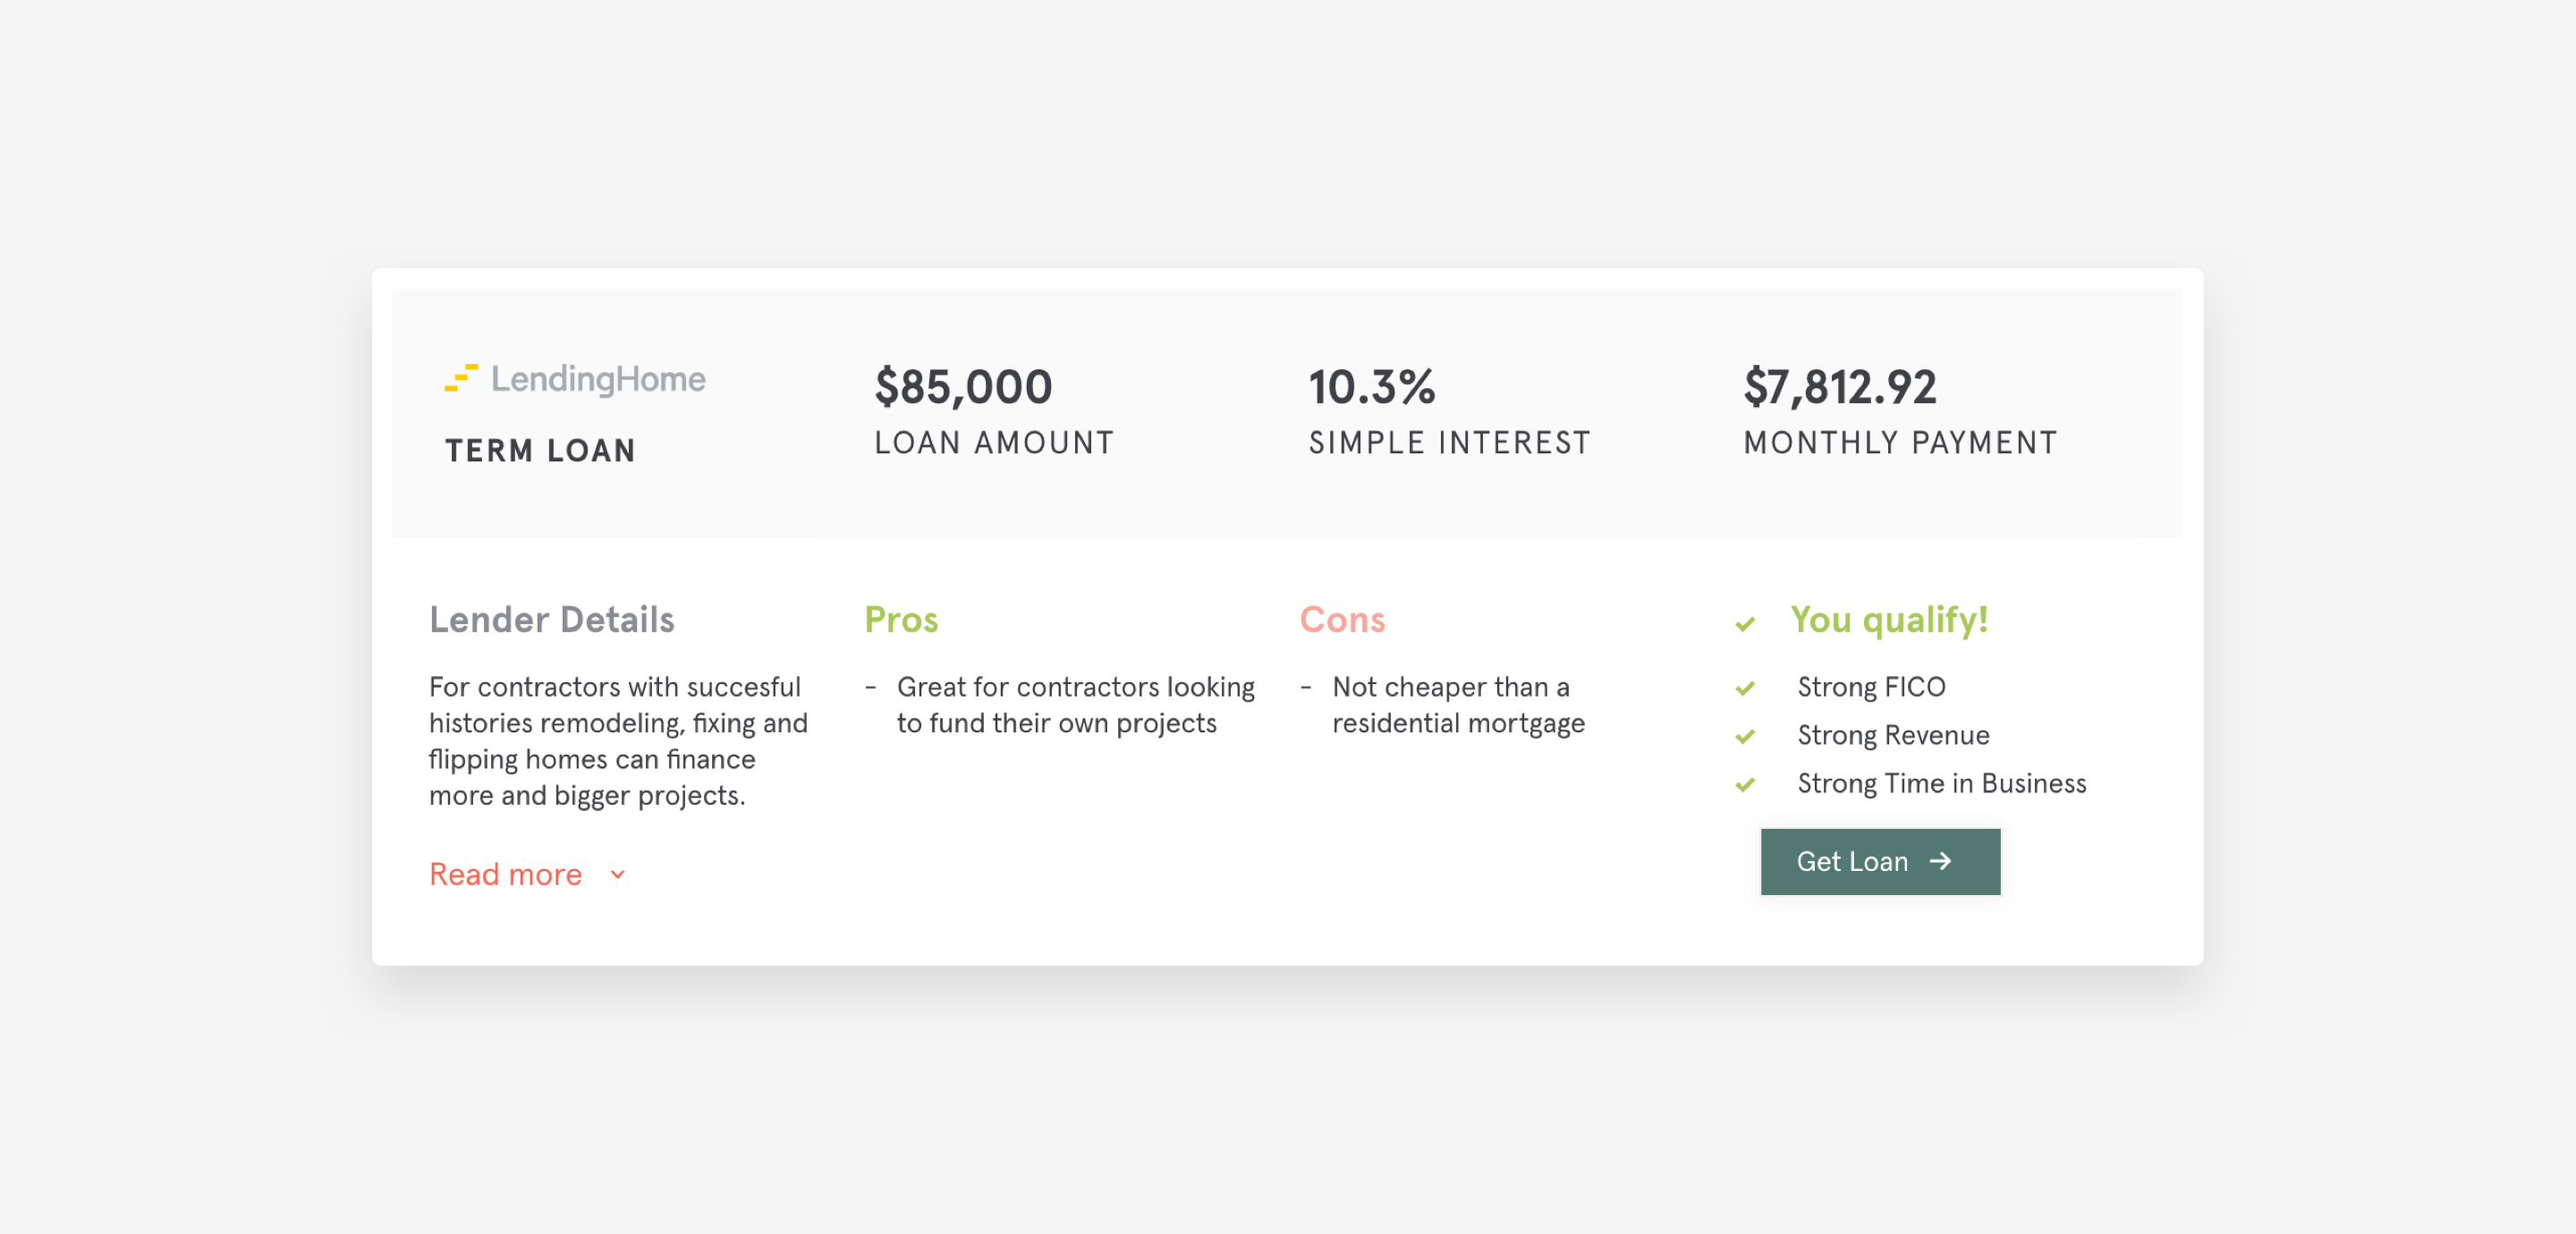 LendingHome
TERM LOAN
$85,000
LOAN AMOUNT
10.3%
SIMPLE INTEREST
$7,812.92
MONTHLY PAYMENT
Lender Details
For contractors with succesful
histories remodeling, fixing and
flipping homes can finance
more and bigger projects.
Read more
Pros
- Great for contractors looking
to fund their own projects
Cons
- Not cheaper than a
residential mortgage
You qualify!
Strong FICO
Strong Revenue
Strong Time in Business
Get Loan →